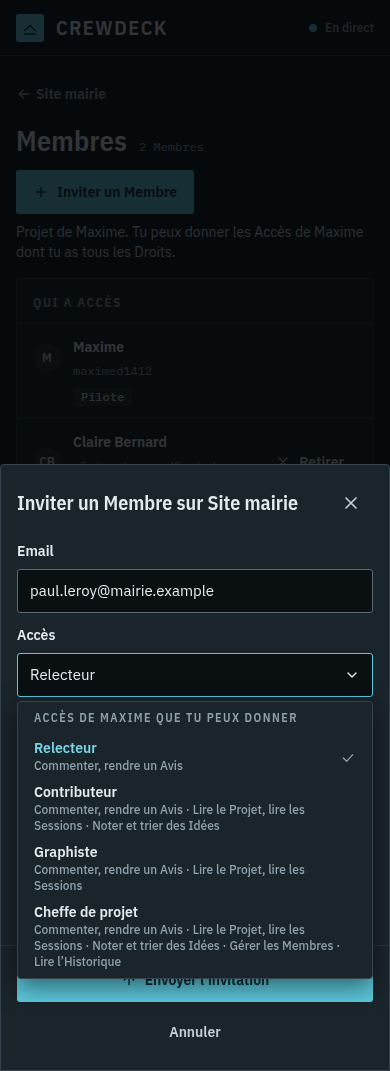 CREWDECK
En direct
← Site mairie
Membres 2 Membres
+ Inviter un Membre
Projet de Maxime. Tu peux donner les Accès de Maxime
dont tu as tous les Droits.
QUI A ACCÈS
M
Maxime
maximed1412
Pilote
Claire Bernard
CB
Retirer
Inviter un Membre sur Site mairie
Email
paul.leroy@mairie.example
Accès
Relecteur
ACCÈS DE MAXIME QUE TU PEUX DONNER
Relecteur
Commenter, rendre un Avis
Contributeur
Commenter, rendre un Avis · Lire le Projet, lire les
Sessions · Noter et trier des Idées
Graphiste
Commenter, rendre un Avis · Lire le Projet, lire les
Sessions
Cheffe de projet
Commenter, rendre un Avis · Lire le Projet, lire les
Sessions · Noter et trier des Idées · Gérer les Membres ·
Lire l'Historique
Envoyer l'invitation
Annuler